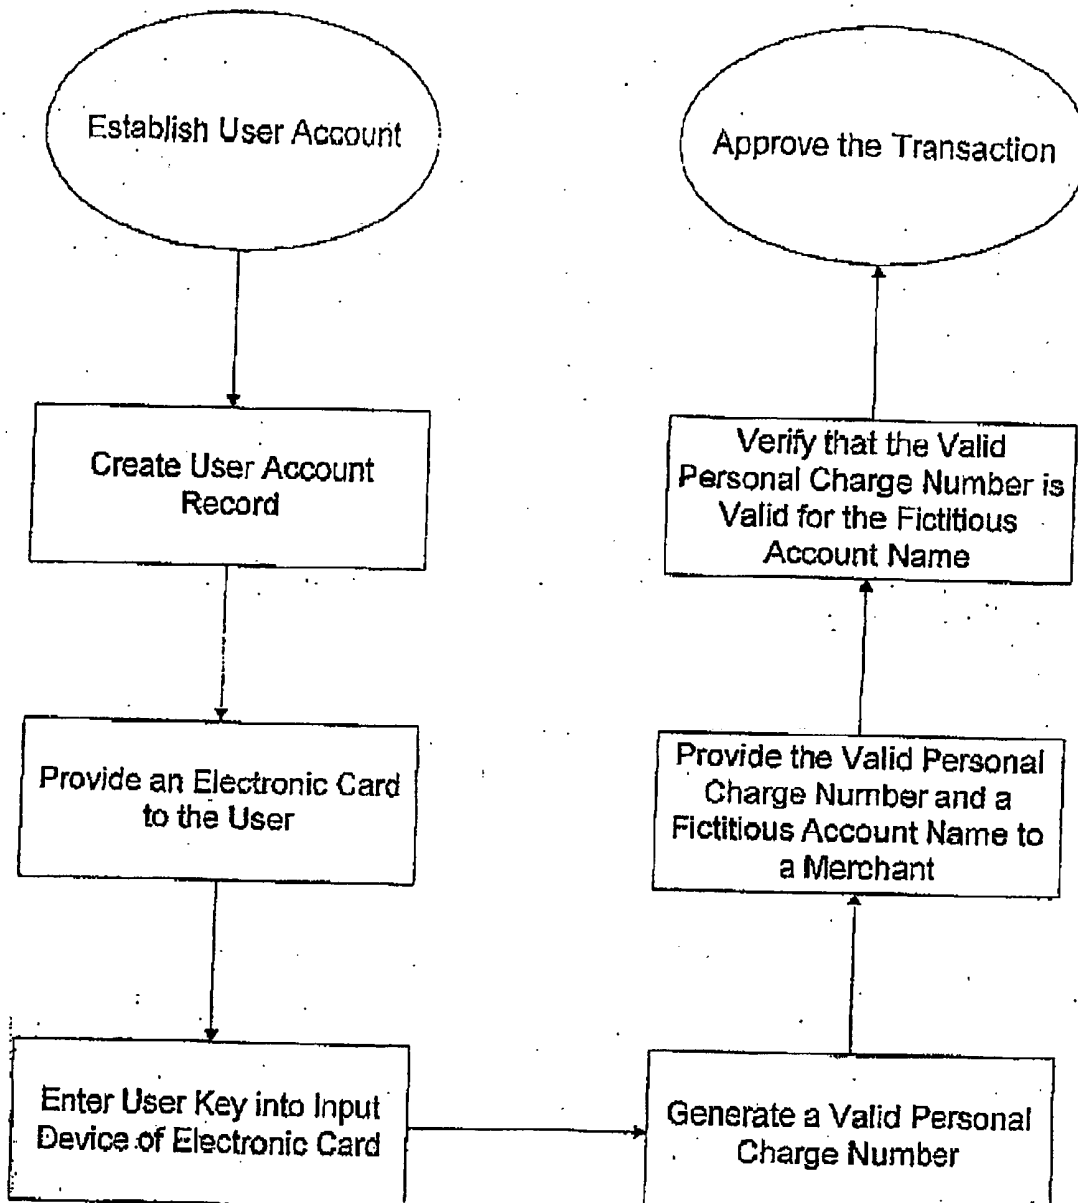 Establish User Account
Create User Account
Record
Provide an Electronic Card
to the User
Enter User Key into Input
Device of Electronic Card
Generate a Valid Personal
Charge Number
Provide the Valid Personal
Charge Number and a
Fictitious Account Name to
a Merchant
Verify that the Valid
Personal Charge Number is
Valid for the Fictitious
Account Name
Approve the Transaction